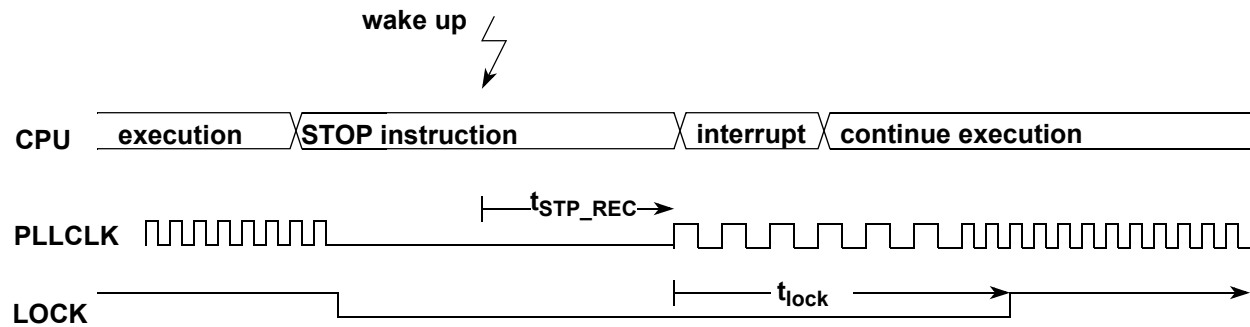 wake up
CPU execution STOP instruction interrupt continue execution
tSTP_REC
PLLCLK
tlock
LOCK